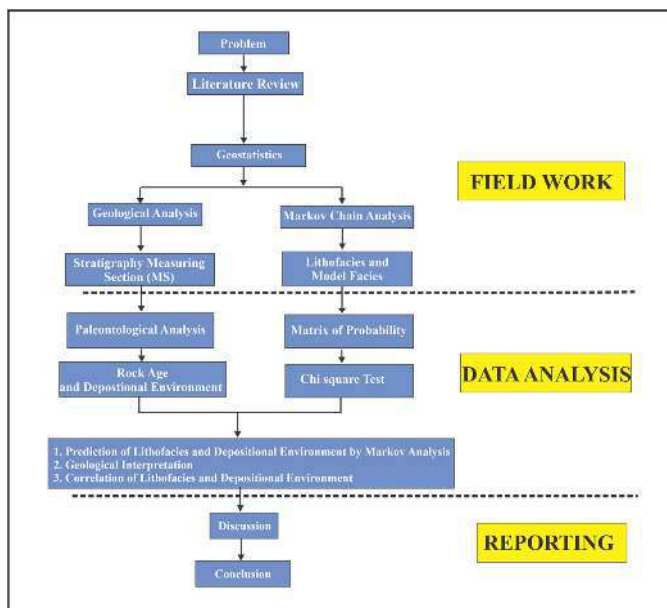 Problem
Literature Review
Geostatistics
FIELD WORK
Geological Analysis
Markov Chain Analysis
Stratigraphy Measuring
Section (MS)
Lithofacies and
Model Facies
Paleontological Analysis
Matrix of Probability
Rock Age
and Depostional Environment
Chi square Test
DATA ANALYSIS
1. Prediction of Lithofacies and Depositional Environment by Markov Analysis
2. Geological Interpretation
3. Correlation of Lithofacies and Depositional Environment
Discussion
REPORTING
Conclusion